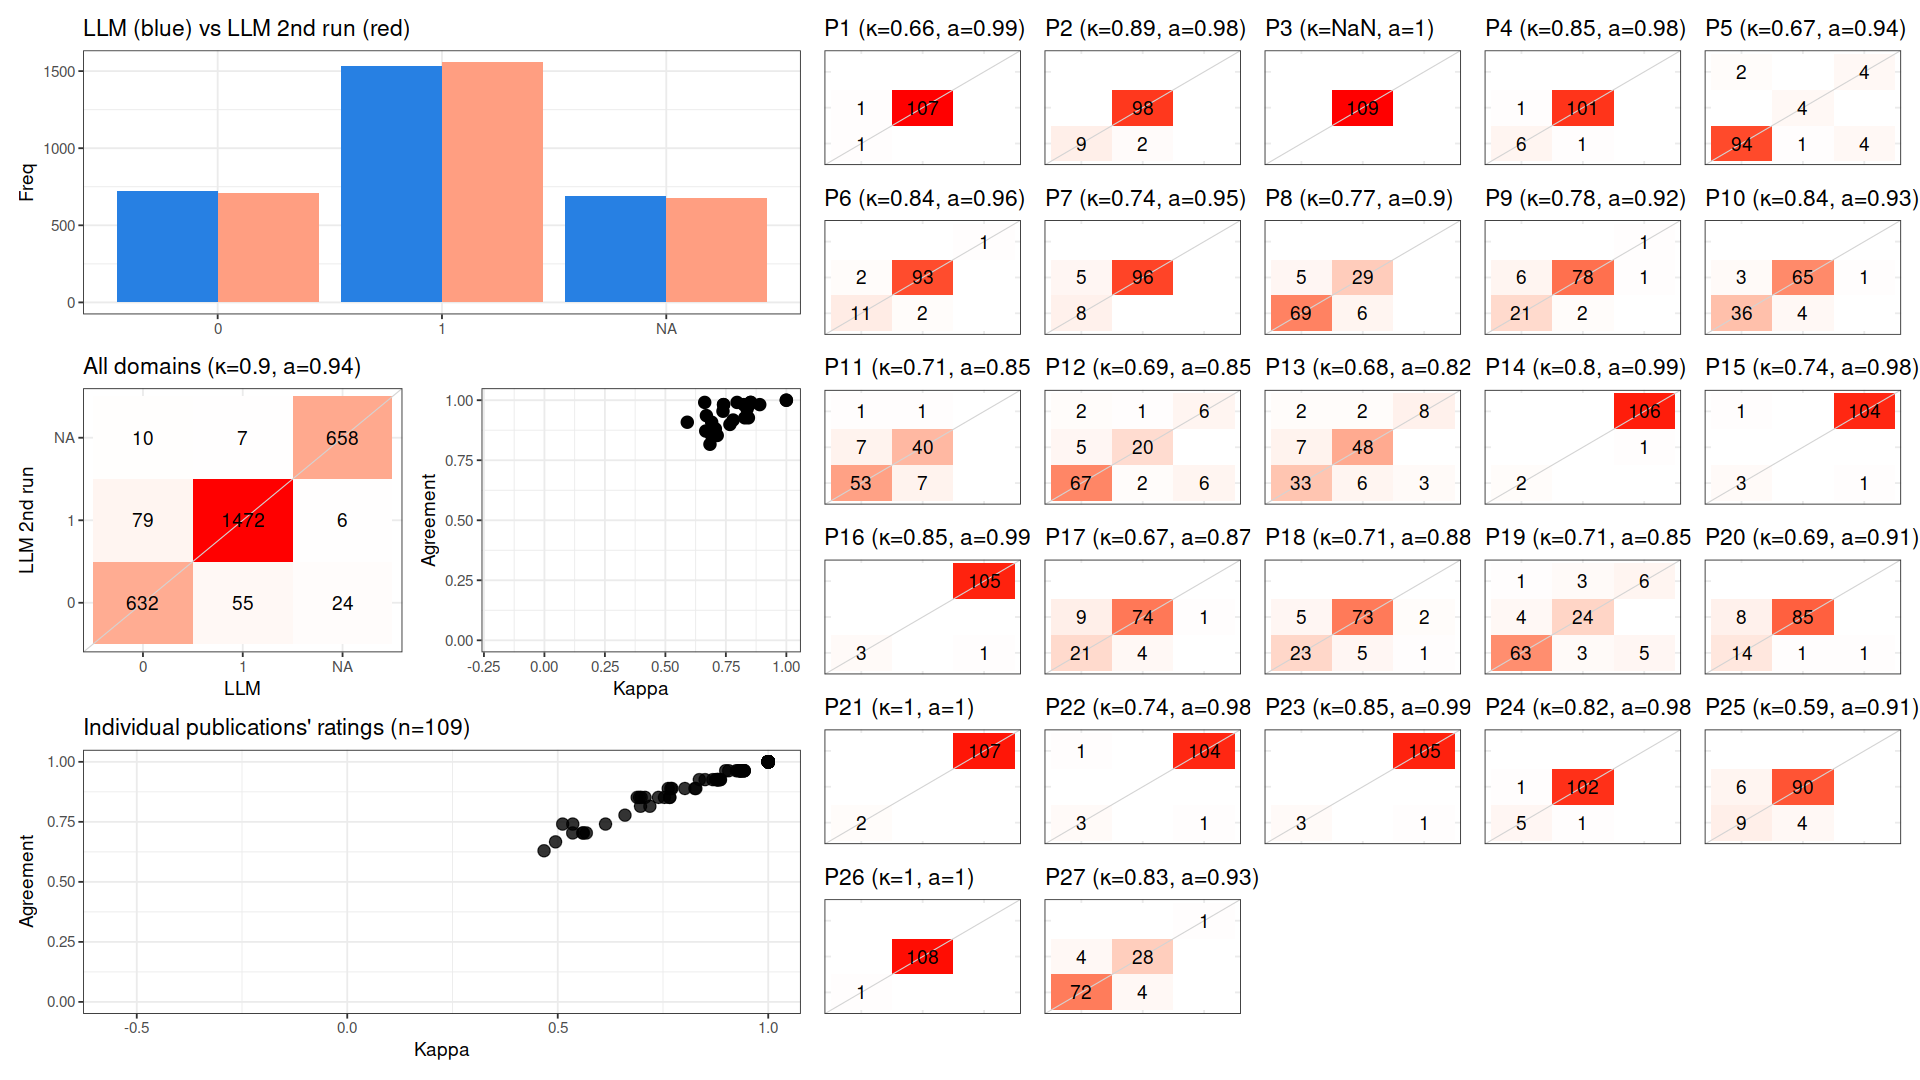 LLM (blue) vs LLM 2nd run (red)
Freq
1500
1000
500
0
0 1 NA
All domains (κ=0.9, a=0.94)
LLM 2nd run
NA 10 7 658
1 79 1472 6
0 632 55 24
0 1 NA
LLM
Agreement
1.00
0.75
0.50
0.25
0.00
-0.25 0.00 0.25 0.50 0.75 1.00
Kappa
Individual publications' ratings (n=109)
Agreement
1.00
0.75
0.50
0.25
0.00
-0.5 0.0 0.5 1.0
Kappa
P1 (κ=0.66, a=0.99)
1 107
1
P2 (κ=0.89, a=0.98)
98
9 2
P3 (κ=NaN, a=1)
109
P4 (κ=0.85, a=0.98)
1 101
6 1
P5 (κ=0.67, a=0.94)
2 4
4
94 1 4
P6 (κ=0.84, a=0.96)
1
2 93
11 2
P7 (κ=0.74, a=0.95)
5 96
8
P8 (κ=0.77, a=0.9)
5 29
69 6
P9 (κ=0.78, a=0.92)
1
6 78 1
21 2
P10 (κ=0.84, a=0.93)
3 65 1
36 4
P11 (κ=0.71, a=0.85
1 1
7 40
53 7
P12 (κ=0.69, a=0.85
2 1 6
5 20
67 2 6
P13 (κ=0.68, a=0.82
2 2 8
7 48
33 6 3
P14 (κ=0.8, a=0.99)
106
1
2
P15 (κ=0.74, a=0.98)
1 104
3 1
P16 (κ=0.85, a=0.99
105
3 1
P17 (κ=0.67, a=0.87
9 74 1
21 4
P18 (κ=0.71, a=0.88
5 73 2
23 5 1
P19 (κ=0.71, a=0.85
1 3 6
4 24
63 3 5
P20 (κ=0.69, a=0.91)
8 85
14 1 1
P21 (κ=1, a=1)
107
2
P22 (κ=0.74, a=0.98
1 104
3 1
P23 (κ=0.85, a=0.99
105
3 1
P24 (κ=0.82, a=0.98
1 102
5 1
P25 (κ=0.59, a=0.91)
6 90
9 4
P26 (κ=1, a=1)
108
1
P27 (κ=0.83, a=0.93)
1
4 28
72 4